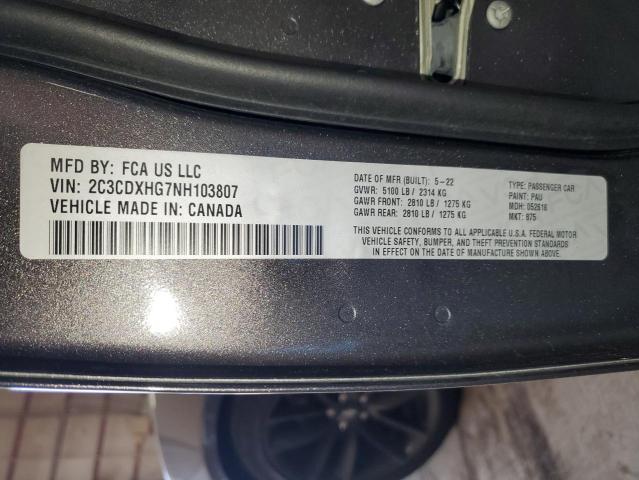 MFD BY: FCA US LLC
VIN: 2C3CDXHG7NH103807
VEHICLE MADE IN: CANADA
DATE OF MFR (BUILT): 5-22
GVWR: 5100 LB / 2314 KG
GAWR FRONT: 2810 LB / 1275 KG
GAWR REAR: 2810 LB / 1275 KG
TYPE: PASSENGER CAR
PAINT: PAU
MDH: 052616
MKT: 875
THIS VEHICLE CONFORMS TO ALL APPLICABLE U.S.A. FEDERAL MOTOR
VEHICLE SAFETY, BUMPER, AND THEFT PREVENTION STANDARDS
IN EFFECT ON THE DATE OF MANUFACTURE SHOWN ABOVE.